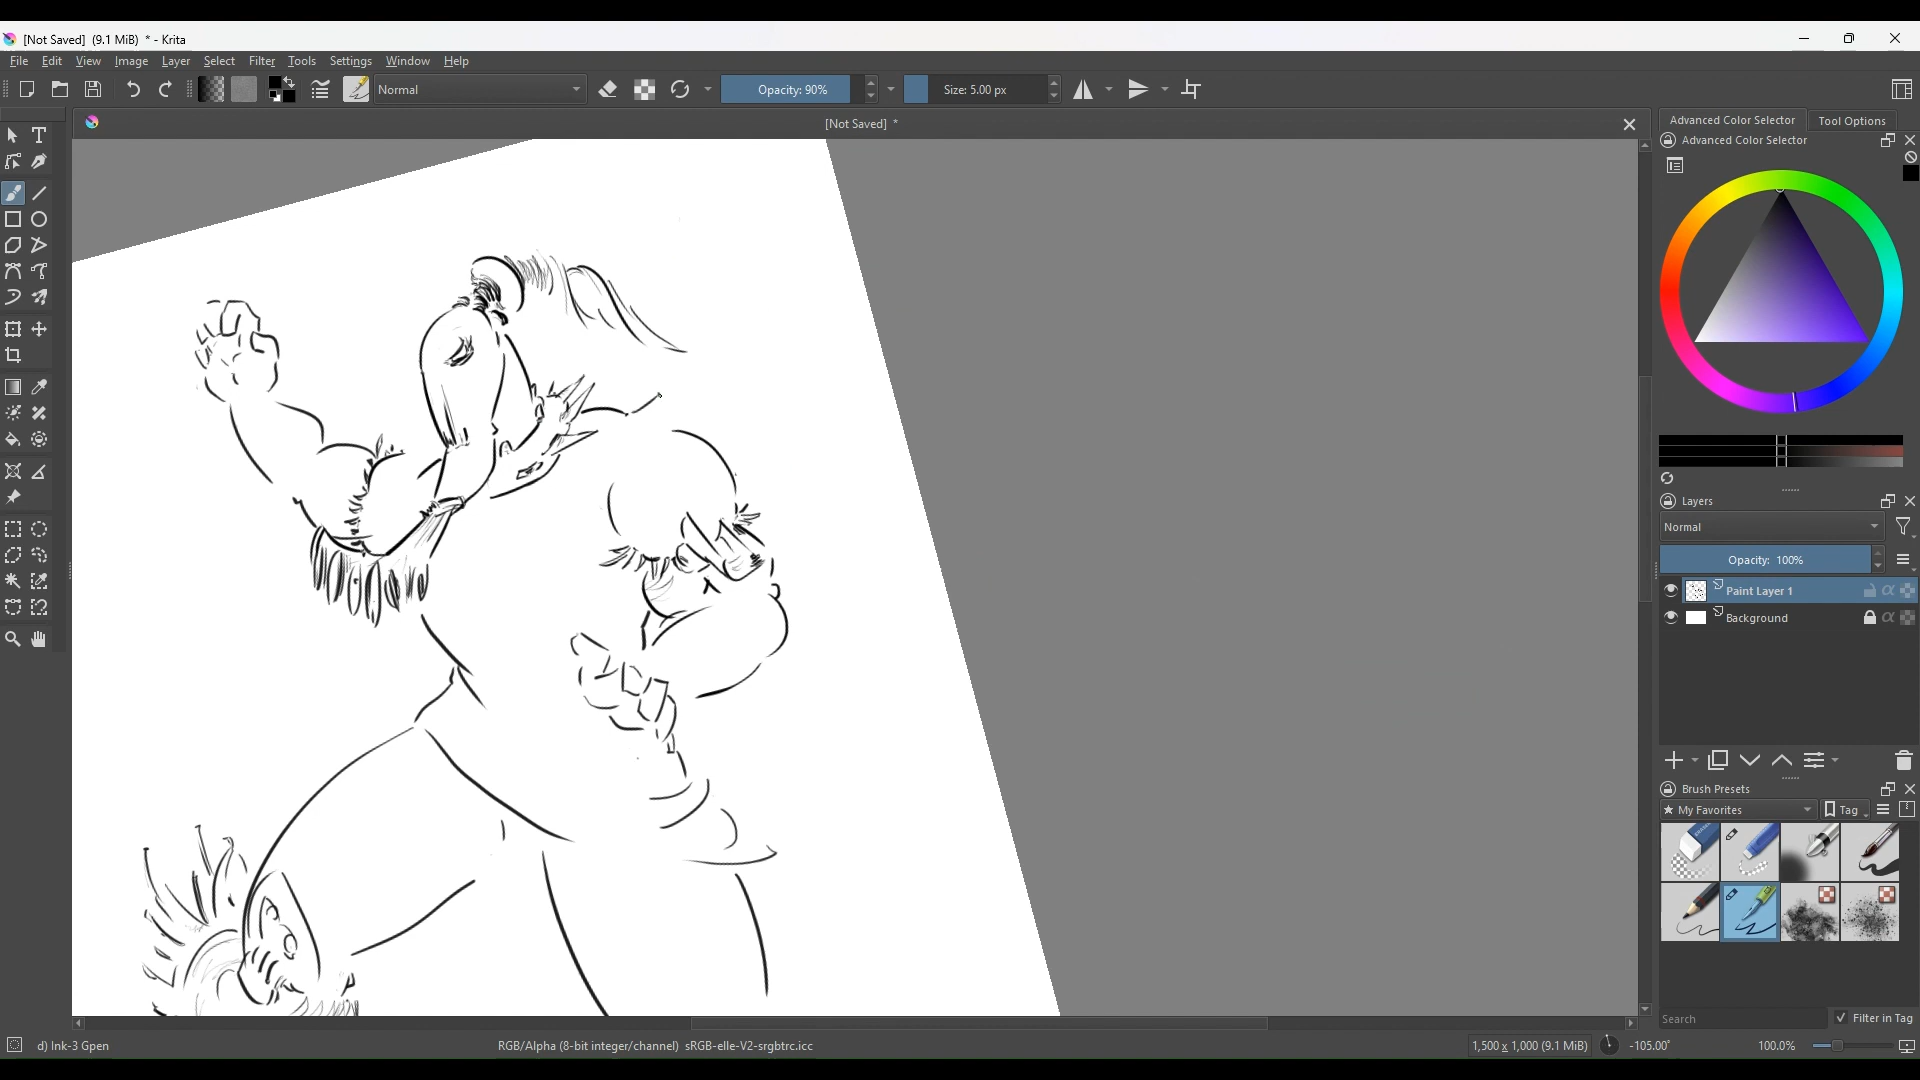 [Not Saved] (9.1 MiB) * - Krita
File Edit View Image Layer Select Filter Tools Settings Window Help
Normal
Opacity: 90%
Size: 5.00 px
[Not Saved] *
Advanced Color Selector
Tool Options
Advanced Color Selector
Layers
Normal
Opacity: 100%
Paint Layer 1
Background
Brush Presets
★ My Favorites
Tag
Search
Filter in Tag
d) Ink-3 Gpen
RGB/Alpha (8-bit integer/channel) sRGB-elle-V2-srgbtrc.icc
1,500 x 1,000 (9.1 MiB)
-105.00°
100.0%